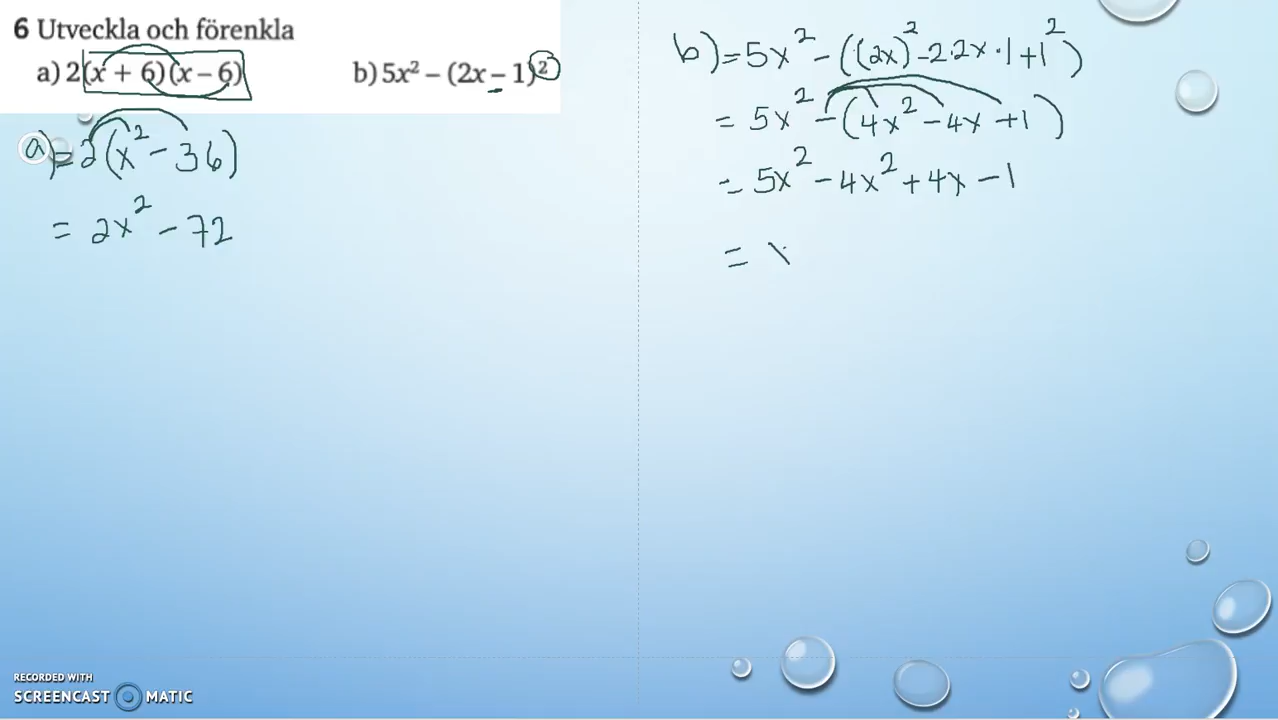 6 Utveckla och förenkla
a) 2(x + 6)(x – 6)
b) 5x² – (2x – 1)²
a) = 2(x² – 36)
= 2x² – 72
b) = 5x² – ((2x)² – 2·2x·1 + 1²)
= 5x² – (4x² – 4x + 1)
= 5x² – 4x² + 4x – 1
=
RECORDED WITH
SCREENCAST MATIC